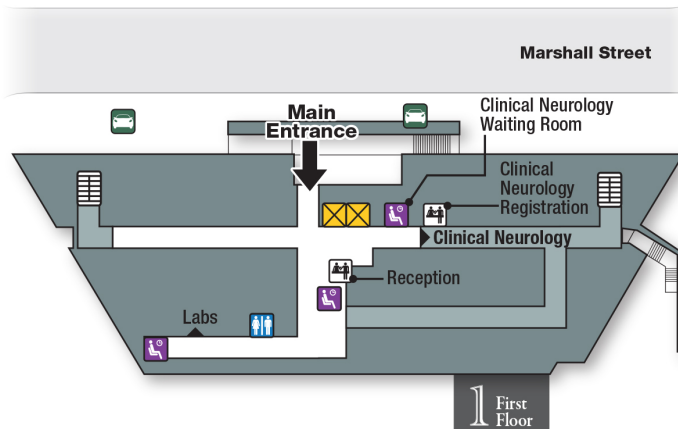 Marshall Street
Main
Entrance
Clinical Neurology
Waiting Room
Clinical
Neurology
Registration
Clinical Neurology
Reception
Labs
1 First
Floor